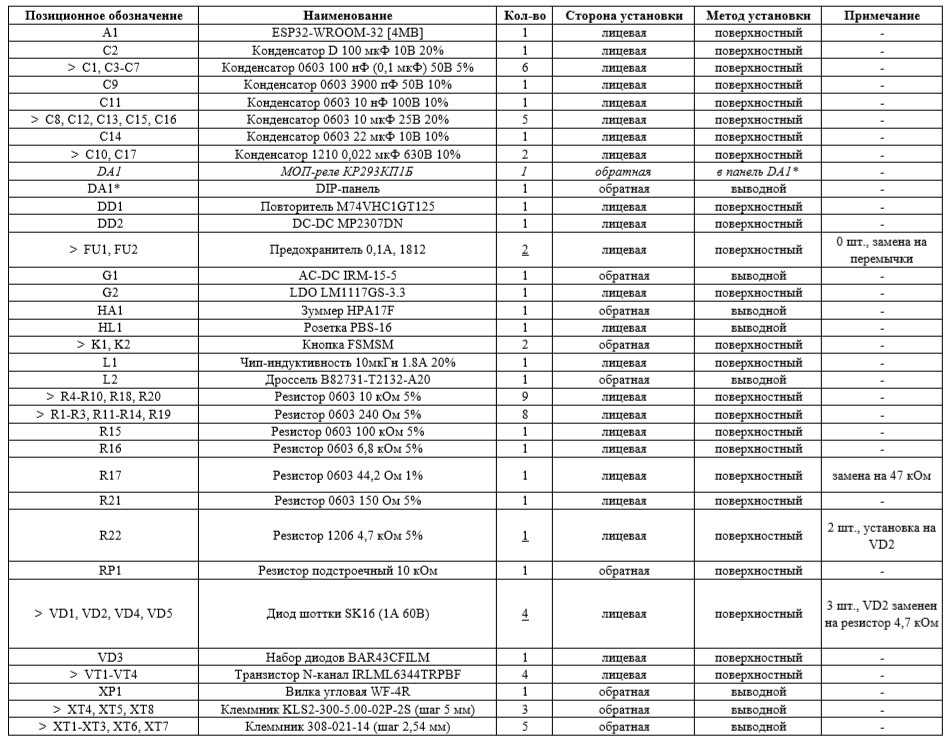 Позиционное обозначение Наименование Кол-во Сторона установки Метод установки Примечание
A1 ESP32-WROOM-32 [4MB] 1 лицевая поверхностный -
C2 Конденсатор D 100 мкФ 10В 20% 1 лицевая поверхностный -
> C1, C3-C7 Конденсатор 0603 100 нФ (0,1 мкФ) 50В 5% 6 лицевая поверхностный -
C9 Конденсатор 0603 3900 пФ 50В 10% 1 лицевая поверхностный -
C11 Конденсатор 0603 10 нФ 100В 10% 1 лицевая поверхностный -
> C8, C12, C13, C15, C16 Конденсатор 0603 10 мкФ 25В 20% 5 лицевая поверхностный -
C14 Конденсатор 0603 22 мкФ 10В 10% 1 лицевая поверхностный -
> C10, C17 Конденсатор 1210 0,022 мкФ 630В 10% 2 лицевая поверхностный -
DA1 МОП-реле КР293КП1Б 1 обратная в панель DA1* -
DA1* DIP-панель 1 обратная выводной -
DD1 Повторитель M74VHC1GT125 1 лицевая поверхностный -
DD2 DC-DC MP2307DN 1 лицевая поверхностный -
> FU1, FU2 Предохранитель 0,1А, 1812 2 лицевая поверхностный 0 шт., замена на
перемычки
G1 AC-DC IRM-15-5 1 обратная выводной -
G2 LDO LM1117GS-3.3 1 лицевая поверхностный -
HA1 Зуммер HPA17F 1 обратная выводной -
HL1 Розетка PBS-16 1 лицевая выводной -
> K1, K2 Кнопка FSMSM 2 обратная поверхностный -
L1 Чип-индуктивность 10мкГн 1.8А 20% 1 лицевая поверхностный -
L2 Дроссель B82731-T2132-A20 1 обратная выводной -
> R4-R10, R18, R20 Резистор 0603 10 кОм 5% 9 лицевая поверхностный -
> R1-R3, R11-R14, R19 Резистор 0603 240 Ом 5% 8 лицевая поверхностный -
R15 Резистор 0603 100 кОм 5% 1 лицевая поверхностный -
R16 Резистор 0603 6,8 кОм 5% 1 лицевая поверхностный -
R17 Резистор 0603 44,2 Ом 1% 1 лицевая поверхностный замена на 47 кОм
R21 Резистор 0603 150 Ом 5% 1 лицевая поверхностный -
R22 Резистор 1206 4,7 кОм 5% 1 лицевая поверхностный 2 шт., установка на
VD2
RP1 Резистор подстроечный 10 кОм 1 обратная поверхностный -
> VD1, VD2, VD4, VD5 Диод шоттки SK16 (1А 60В) 4 лицевая поверхностный 3 шт., VD2 заменен
на резистор 4,7 кОм
VD3 Набор диодов BAR43CFILM 1 лицевая поверхностный -
> VT1-VT4 Транзистор N-канал IRLML6344TRPBF 4 лицевая поверхностный -
XP1 Вилка угловая WF-4R 1 обратная выводной -
> XT4, XT5, XT8 Клеммник KLS2-300-5.00-02P-2S (шаг 5 мм) 3 обратная выводной -
> XT1-XT3, XT6, XT7 Клеммник 308-021-14 (шаг 2,54 мм) 5 обратная выводной -